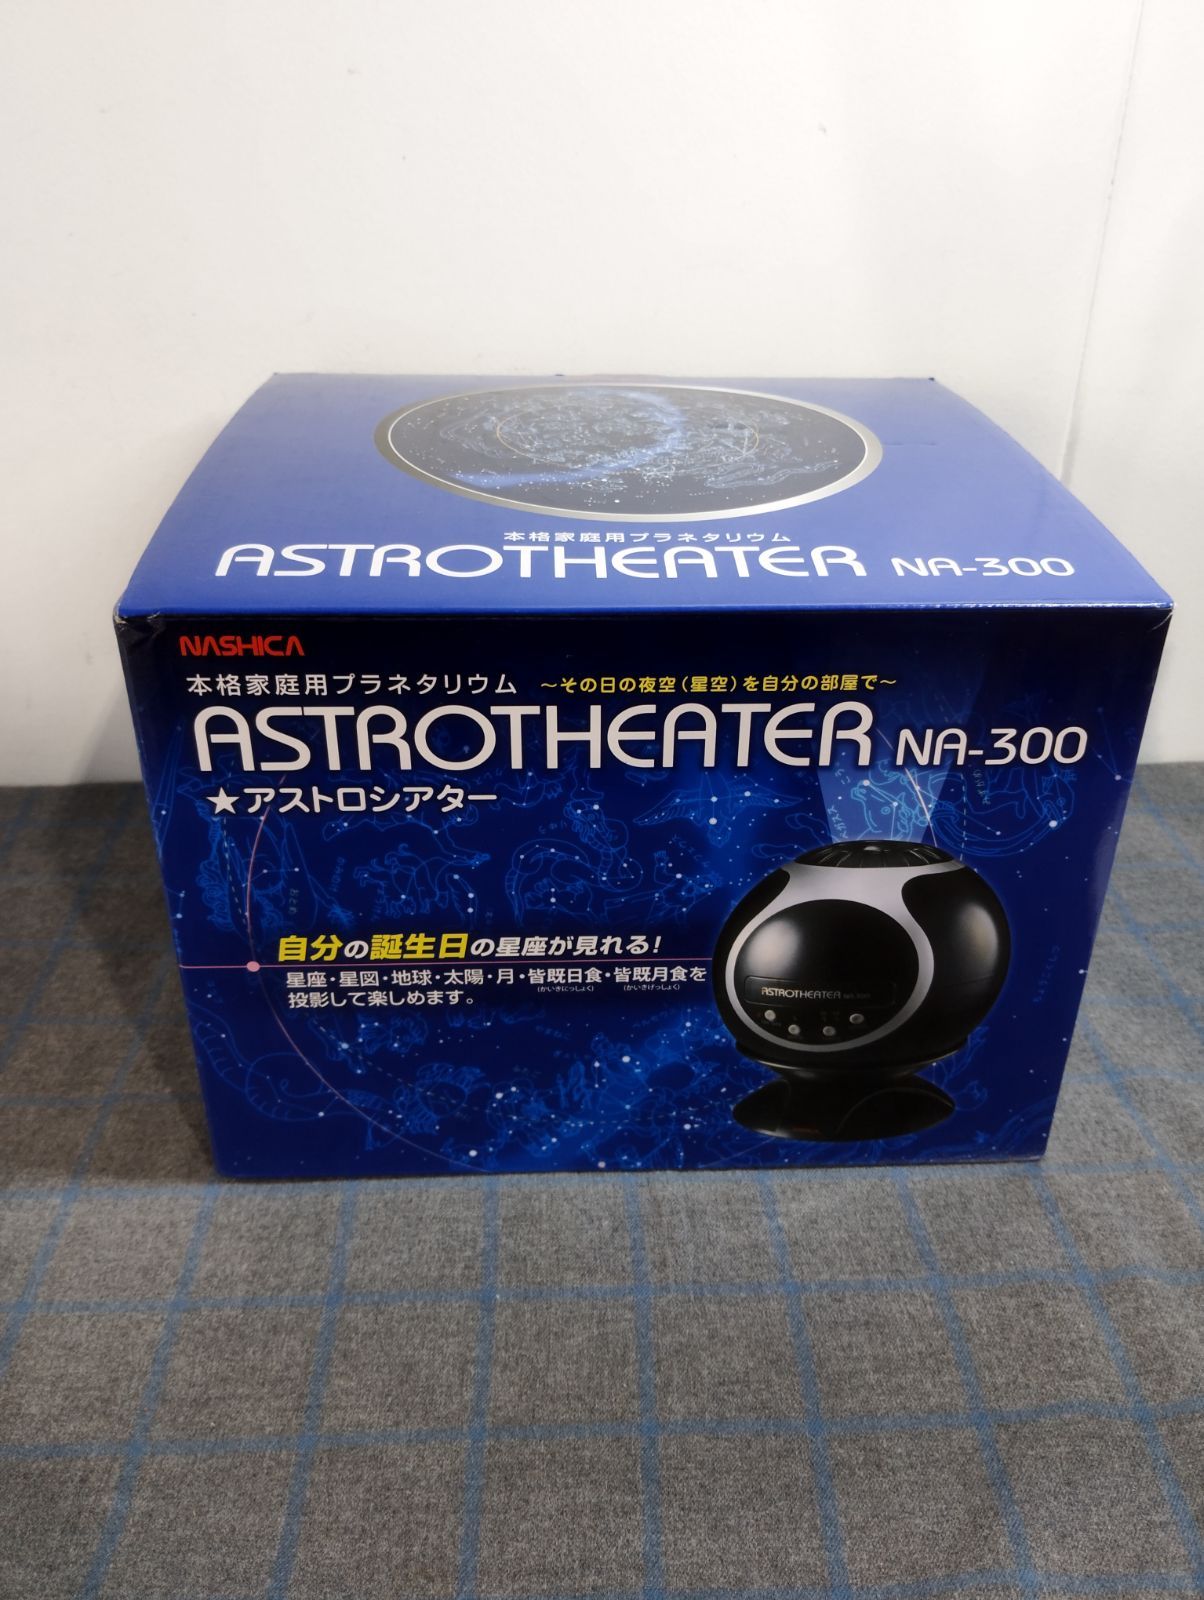 本格家庭用プラネタリウム
ASTROTHEATER NA-300
NASHICA
本格家庭用プラネタリウム ～その日の夜空（星空）を自分の部屋で～
ASTROTHEATER NA-300
★アストロシアター
自分の誕生日の星座が見れる！
星座・星図・地球・太陽・月・皆既日食・皆既月食を
（かいきにっしょく） （かいきげっしょく）
投影して楽しめます。
ASTROTHEATER NA-300